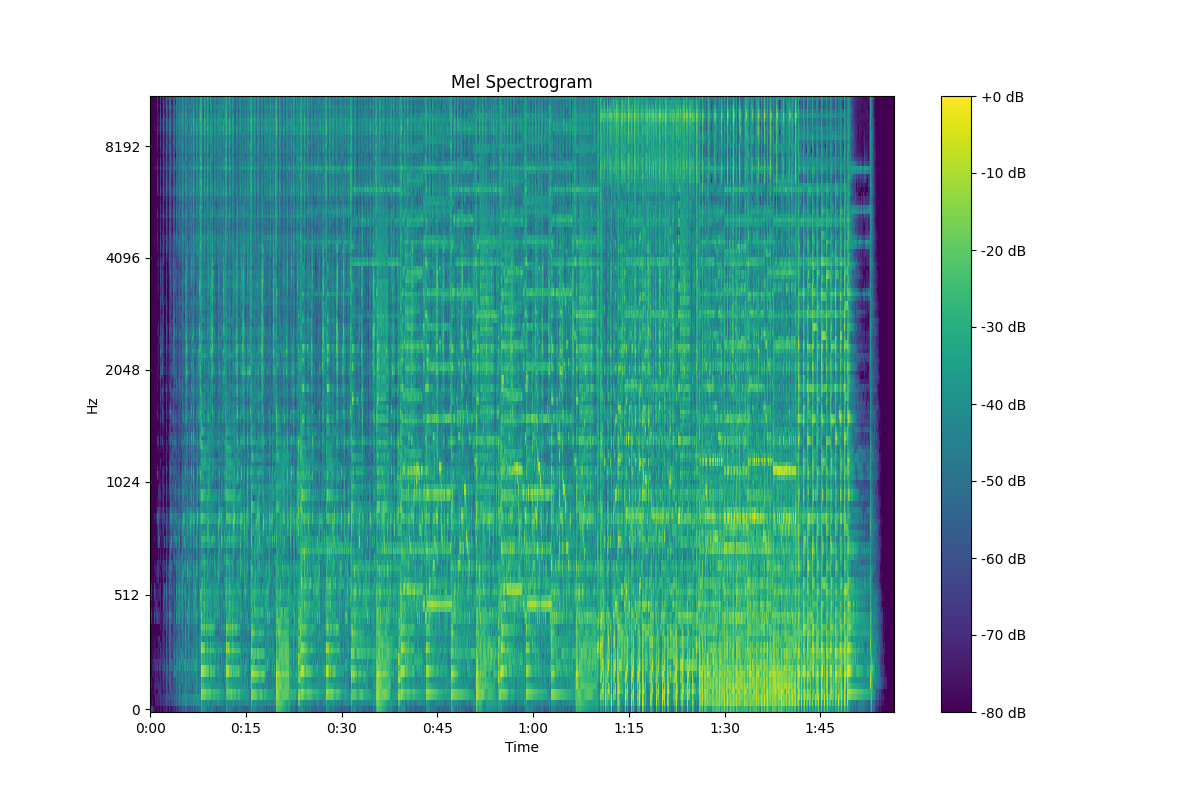 Mel Spectrogram
Hz
8192
4096
2048
1024
512
0
0:00 0:15 0:30 0:45 1:00 1:15 1:30 1:45
Time
+0 dB
-10 dB
-20 dB
-30 dB
-40 dB
-50 dB
-60 dB
-70 dB
-80 dB